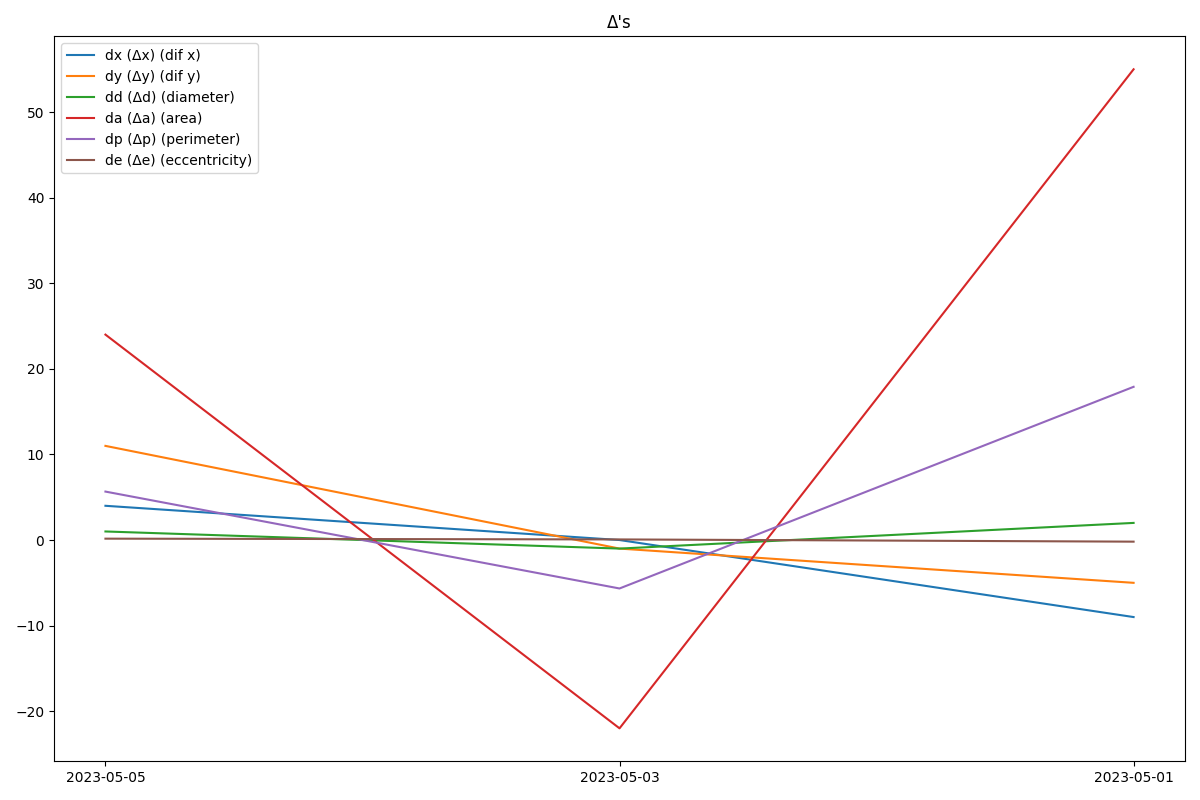 Δ's
dx (Δx) (dif x)
dy (Δy) (dif y)
dd (Δd) (diameter)
da (Δa) (area)
dp (Δp) (perimeter)
de (Δe) (eccentricity)
50
40
30
20
10
0
−10
−20
2023-05-05 2023-05-03 2023-05-01